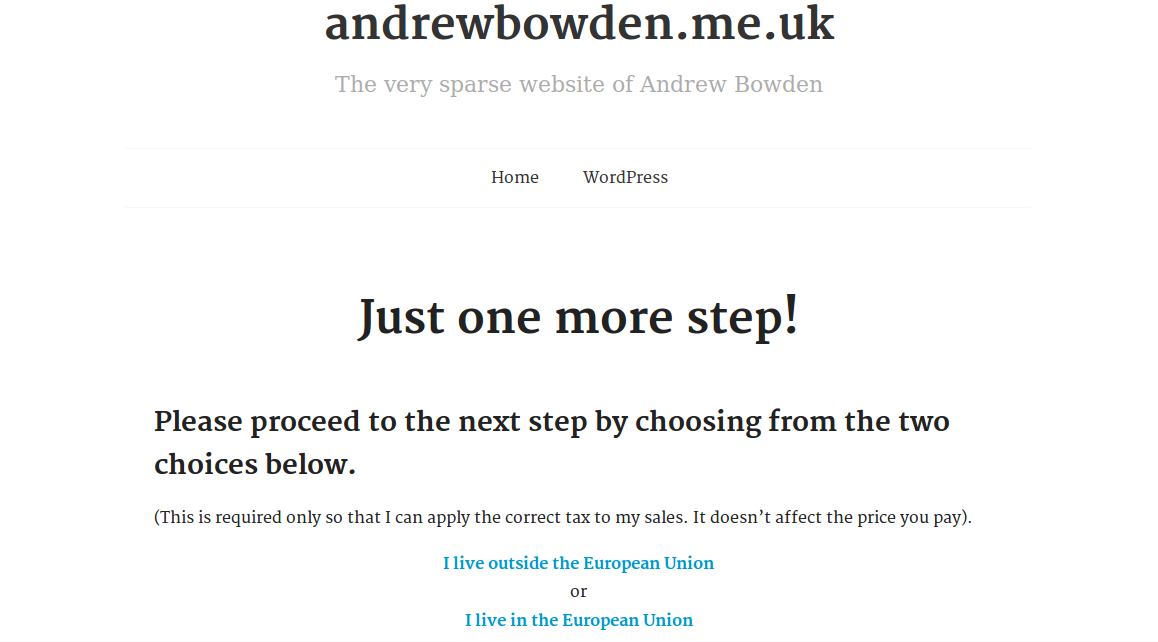 andrewbowden.me.uk
The very sparse website of Andrew Bowden
Home WordPress
Just one more step!
Please proceed to the next step by choosing from the two
choices below.
(This is required only so that I can apply the correct tax to my sales. It doesn’t affect the price you pay).
I live outside the European Union
or
I live in the European Union